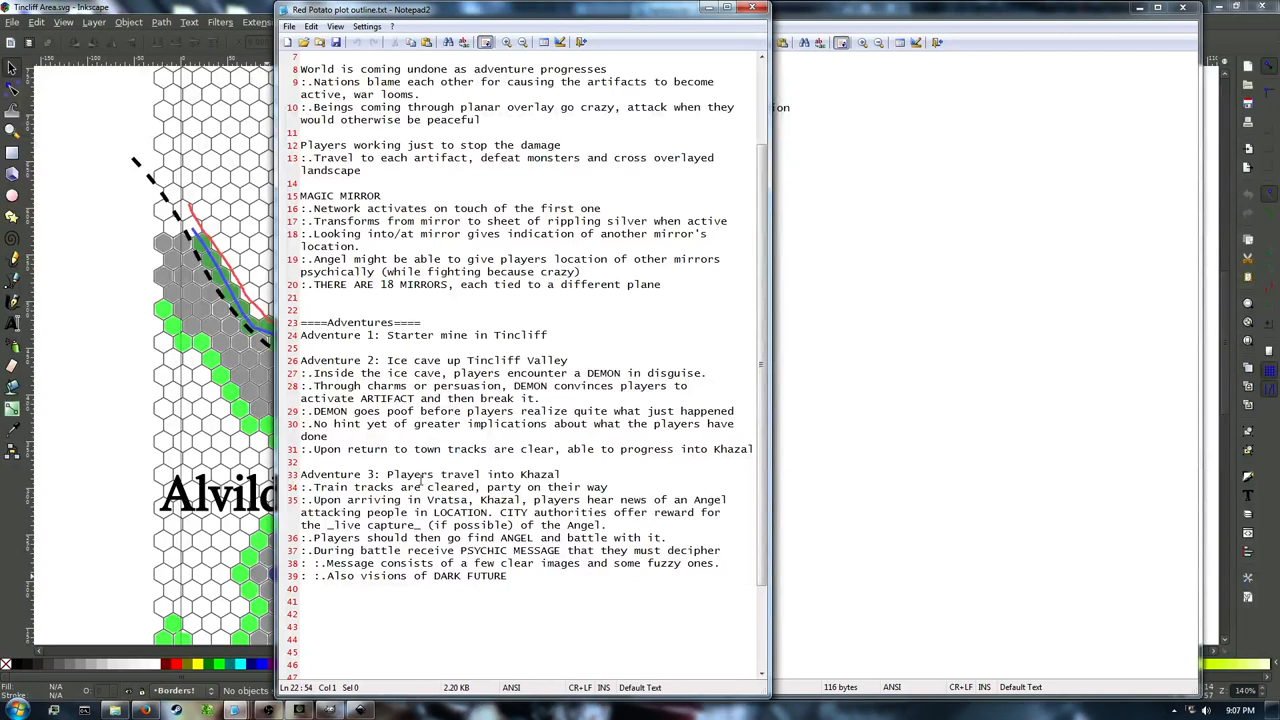 Tincliff Area.svg - Inkscape
File Edit View Layer
Path Text Filters Exten
Red Potato plot outline.txt - Notepad2
File Edit View Settings ?
7
8 World is coming undone as adventure progresses
9 :.Nations blame each other for causing the artifacts to become
active, war looms.
10 :.Beings coming through planar overlay go crazy, attack when they
would otherwise be peaceful
11
12 Players working just to stop the damage
13 :.Travel to each artifact, defeat monsters and cross overlayed
landscape
14
15 MAGIC MIRROR
16 :.Network activates on touch of the first one
17 :.Transforms from mirror to sheet of rippling silver when active
18 :.Looking into/at mirror gives indication of another mirror's
location.
19 :.Angel might be able to give players location of other mirrors
psychically (while fighting because crazy)
20 :.THERE ARE 18 MIRRORS, each tied to a different plane
21
22
23 ====Adventures====
24 Adventure 1: Starter mine in Tincliff
25
26 Adventure 2: Ice cave up Tincliff Valley
27 :.Inside the ice cave, players encounter a DEMON in disguise.
28 :.Through charms or persuasion, DEMON convinces players to
activate ARTIFACT and then break it.
29 :.DEMON goes poof before players realize quite what just happened
30 :.No hint yet of greater implications about what the players have
done
31 :.Upon return to town tracks are clear, able to progress into Khazal
32
33 Adventure 3: Players travel into Khazal
34 :.Train tracks are cleared, party on their way
35 :.Upon arriving in Vratsa, Khazal, players hear news of an Angel
attacking people in LOCATION. CITY authorities offer reward for
the _live capture_ (if possible) of the Angel.
36 :.Players should then go find ANGEL and battle with it.
37 :.During battle receive PSYCHIC MESSAGE that they must decipher
38 : :.Message consists of a few clear images and some fuzzy ones.
39 : :.Also visions of DARK FUTURE
40
41
42
43
44
45
46
Ln 22 : 54 Col 1 Sel 0 2.20 KB ANSI CR+LF INS Default Text
ion
116 bytes ANSI CR+LF INS Default Text
Alvild
Fill: N/A
Stroke: N/A
*Borders!
No objects
140%
9:07 PM